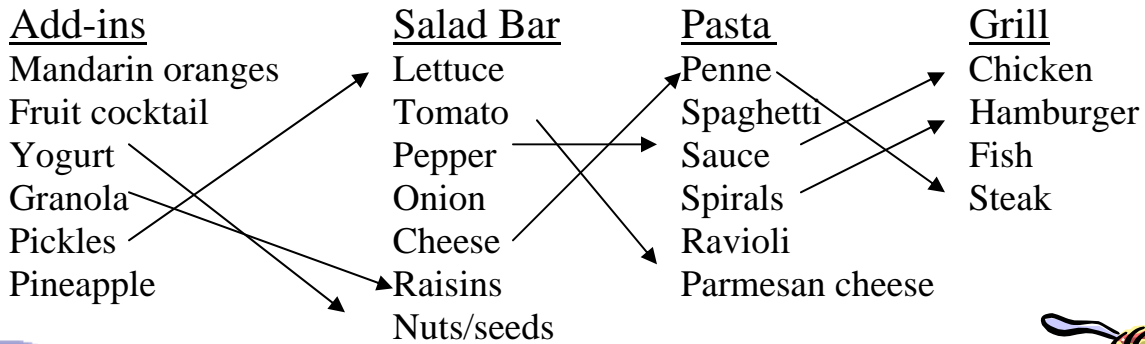 Add-ins Salad Bar Pasta Grill
Mandarin oranges Lettuce Penne Chicken
Fruit cocktail Tomato Spaghetti Hamburger
Yogurt Pepper Sauce Fish
Granola Onion Spirals Steak
Pickles Cheese Ravioli
Pineapple Raisins Parmesan cheese
Nuts/seeds